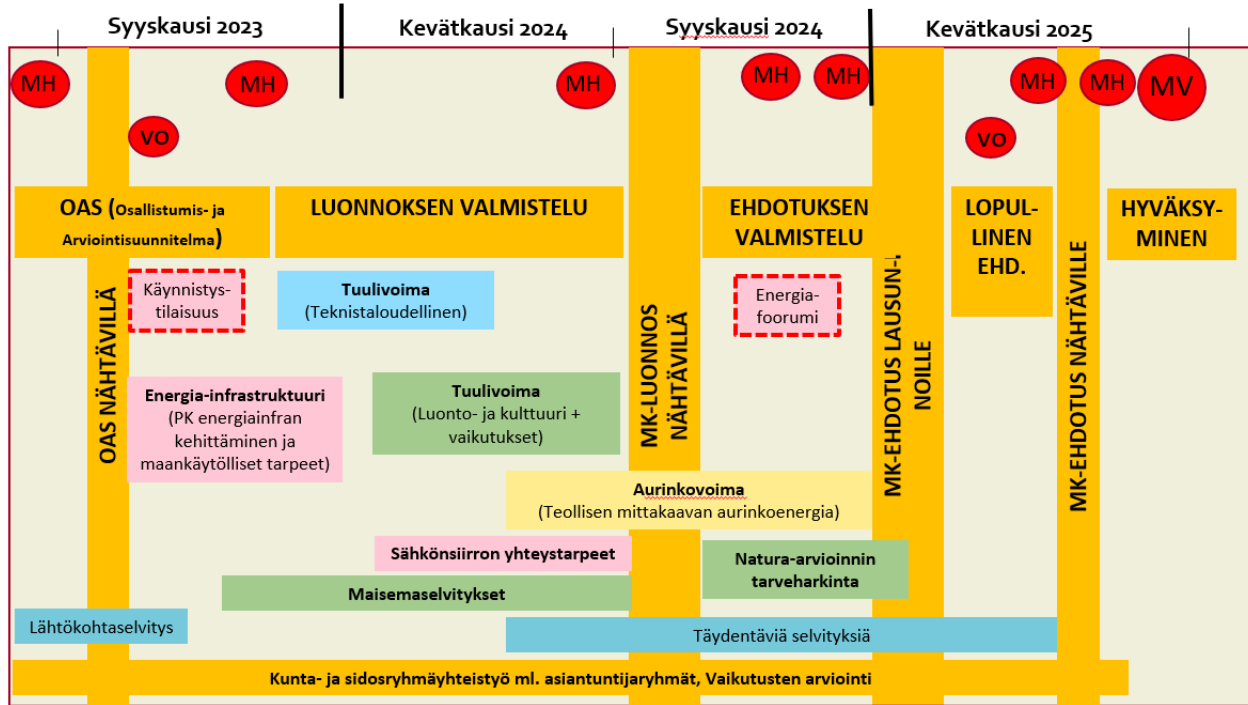 Syyskausi 2023
Kevätkausi 2024
Syyskausi 2024
Kevätkausi 2025
MH
MH
MH
MH
MH
MH
MH
MV
VO
VO
OAS (Osallistumis- ja
Arviointisuunnitelma)
LUONNOKSEN VALMISTELU
EHDOTUKSEN
VALMISTELU
LOPUL-
LINEN
EHD.
HYVÄKSY-
MINEN
OAS NÄHTÄVILLÄ
MK-LUONNOS
NÄHTÄVILLÄ
MK-EHDOTUS LAUSUN-
NOILLE
MK-EHDOTUS NÄHTÄVILLE
Käynnistys-
tilaisuus
Tuulivoima
(Teknistaloudellinen)
Energia-
foorumi
Energia-infrastruktuuri
(PK energiainfran
kehittäminen ja
maankäytölliset tarpeet)
Tuulivoima
(Luonto- ja kulttuuri +
vaikutukset)
Aurinkovoima
(Teollisen mittakaavan aurinkoenergia)
Sähkönsiirron yhteystarpeet
Natura-arvioinnin
tarveharkinta
Maisemaselvitykset
Lähtökohtaselvitys
Täydentäviä selvityksiä
Kunta- ja sidosryhmäyhteistyö ml. asiantuntijaryhmät, Vaikutusten arviointi